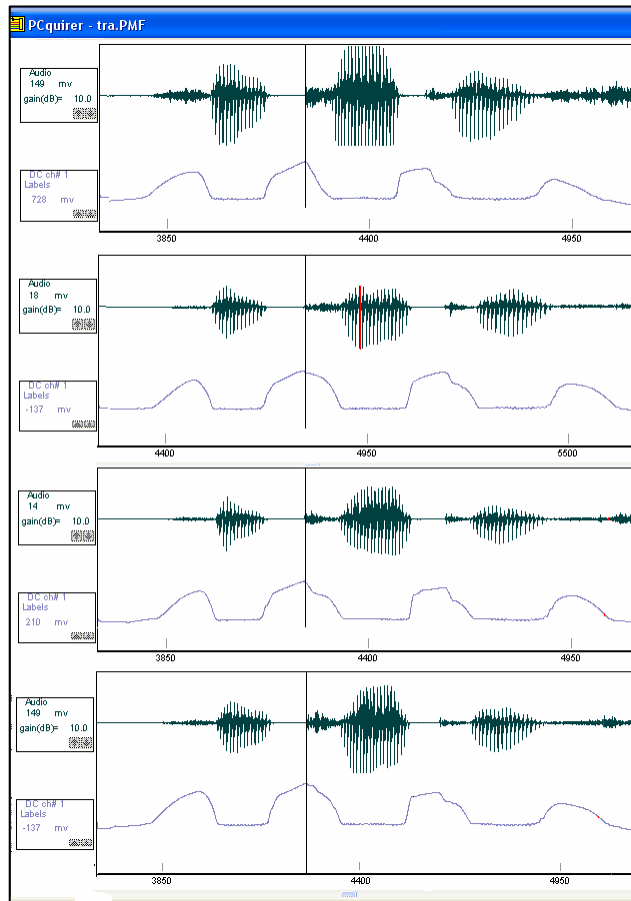 PCquirer - tra.PMF
Audio
149 mv
gain(dB)= 10.0
DC ch# 1
Labels
728 mv
3850 4400 4950
Audio
18 mv
gain(dB)= 10.0
DC ch# 1
Labels
-137 mv
4400 4950 5500
Audio
14 mv
gain(dB)= 10.0
DC ch# 1
Labels
210 mv
3850 4400 4950
Audio
149 mv
gain(dB)= 10.0
DC ch# 1
Labels
-137 mv
3850 4400 4950